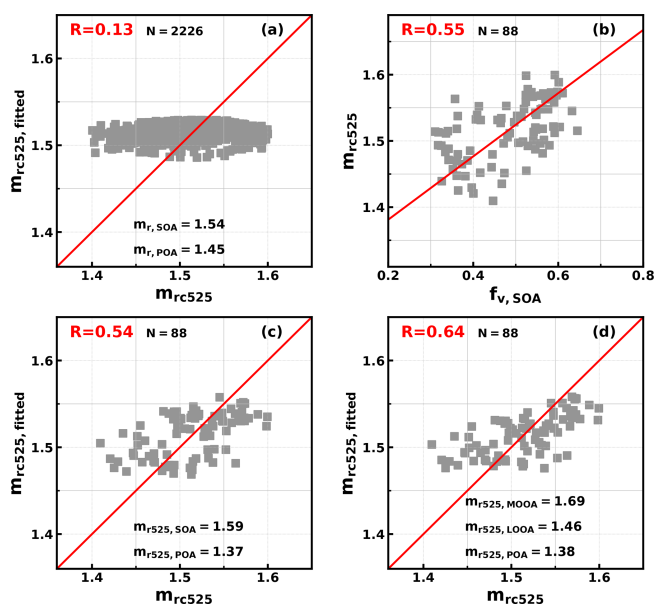 R=0.13 N = 2226 (a)
1.6
1.5
1.4
m_rc525, fitted
m_r, SOA = 1.54
m_r, POA = 1.45
1.4 1.5 1.6
m_rc525
R=0.55 N = 88 (b)
1.6
1.5
1.4
m_rc525
0.2 0.4 0.6 0.8
f_v, SOA
R=0.54 N = 88 (c)
1.6
1.5
1.4
m_rc525, fitted
m_r525, SOA = 1.59
m_r525, POA = 1.37
1.4 1.5 1.6
m_rc525
R=0.64 N = 88 (d)
1.6
1.5
1.4
m_rc525, fitted
m_r525, MOOA = 1.69
m_r525, LOOA = 1.46
m_r525, POA = 1.38
1.4 1.5 1.6
m_rc525